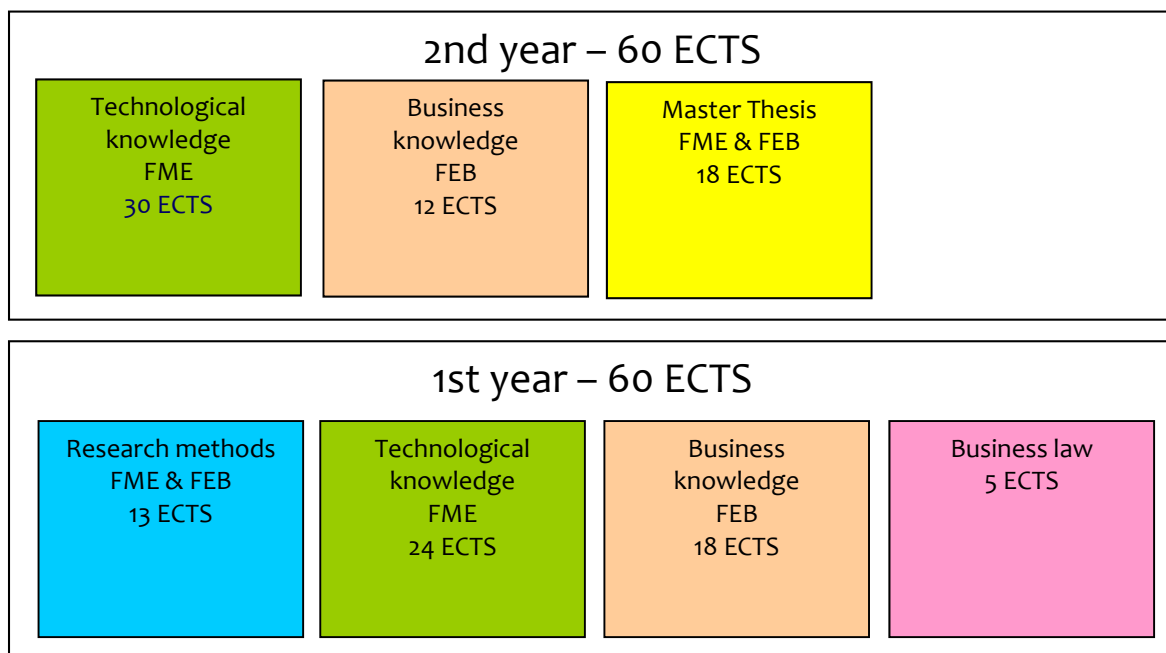 2nd year – 60 ECTS
Technological
knowledge
FME
30 ECTS
Business
knowledge
FEB
12 ECTS
Master Thesis
FME & FEB
18 ECTS
1st year – 60 ECTS
Research methods
FME & FEB
13 ECTS
Technological
knowledge
FME
24 ECTS
Business
knowledge
FEB
18 ECTS
Business law
5 ECTS